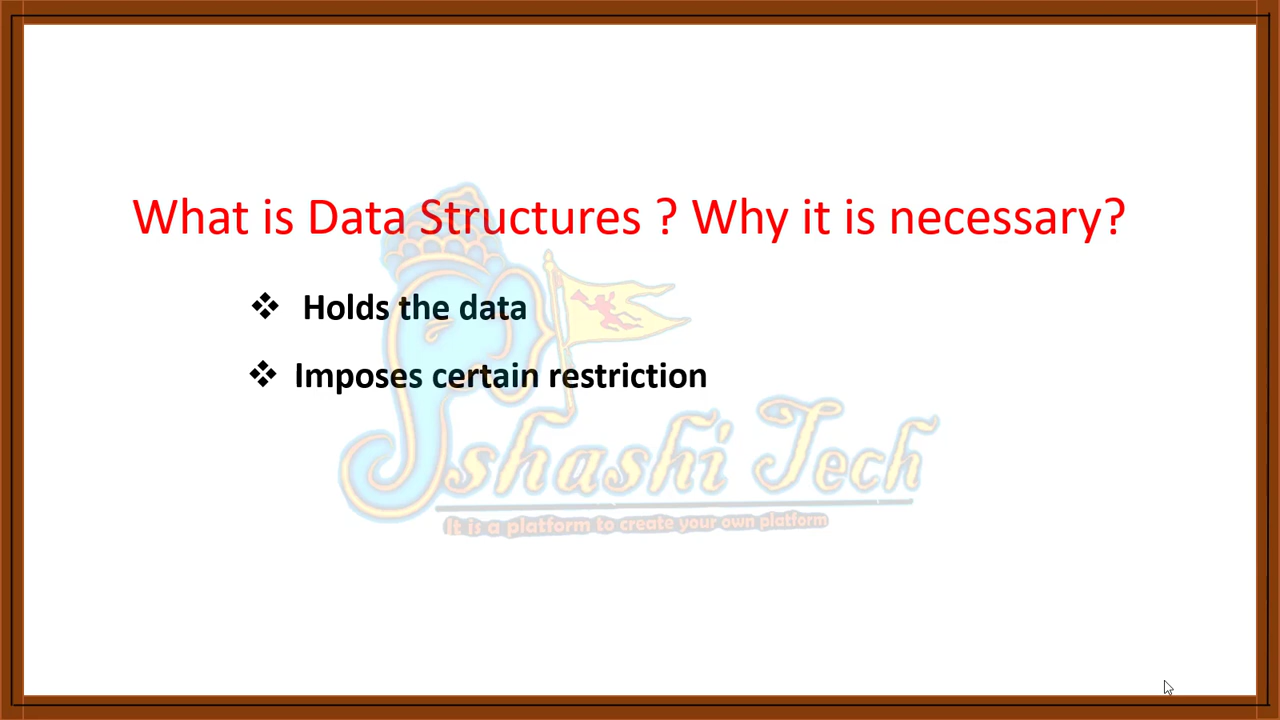 What is Data Structures ? Why it is necessary?
❖ Holds the data
❖ Imposes certain restriction
Ishashi Tech
It is a platform to create your own platform